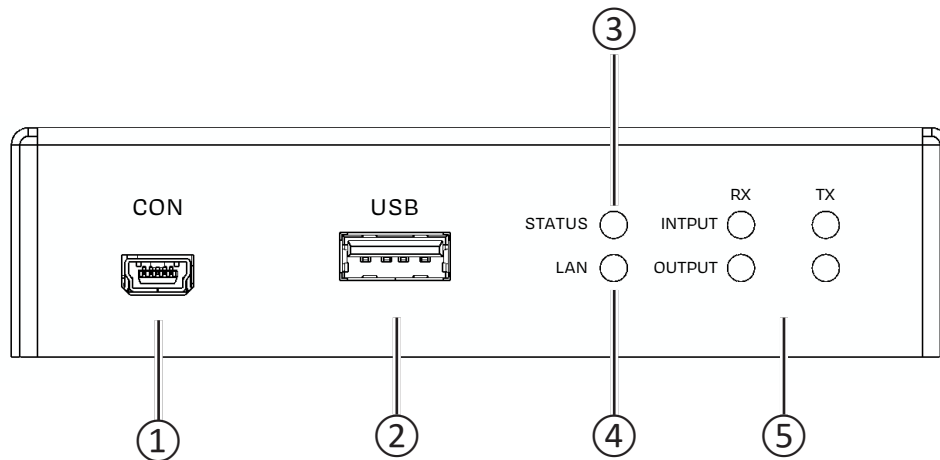 ③
RX TX
CON USB
STATUS INTPUT
LAN OUTPUT
① ② ④ ⑤